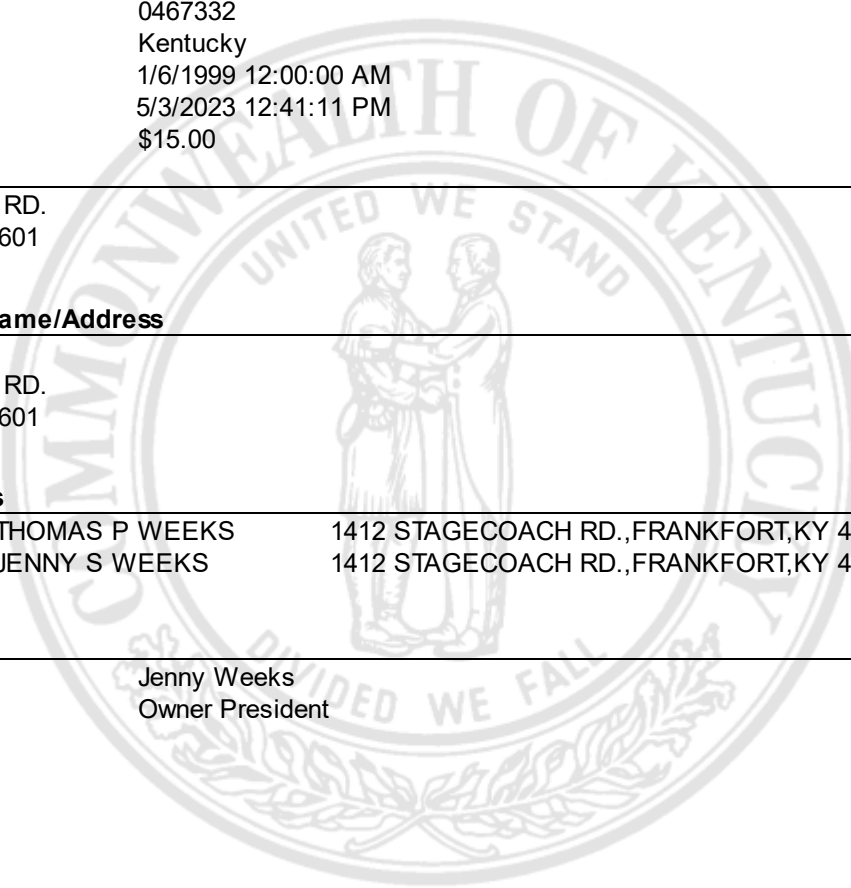 0467332
Kentucky
1/6/1999 12:00:00 AM
5/3/2023 12:41:11 PM
$15.00
RD.
601
ame/Address
RD.
601
s
THOMAS P WEEKS 1412 STAGECOACH RD.,FRANKFORT,KY 4
JENNY S WEEKS 1412 STAGECOACH RD.,FRANKFORT,KY 4
Jenny Weeks
Owner President
COMMONWEALTH OF KENTUCKY
UNITED WE STAND
DIVIDED WE FALL